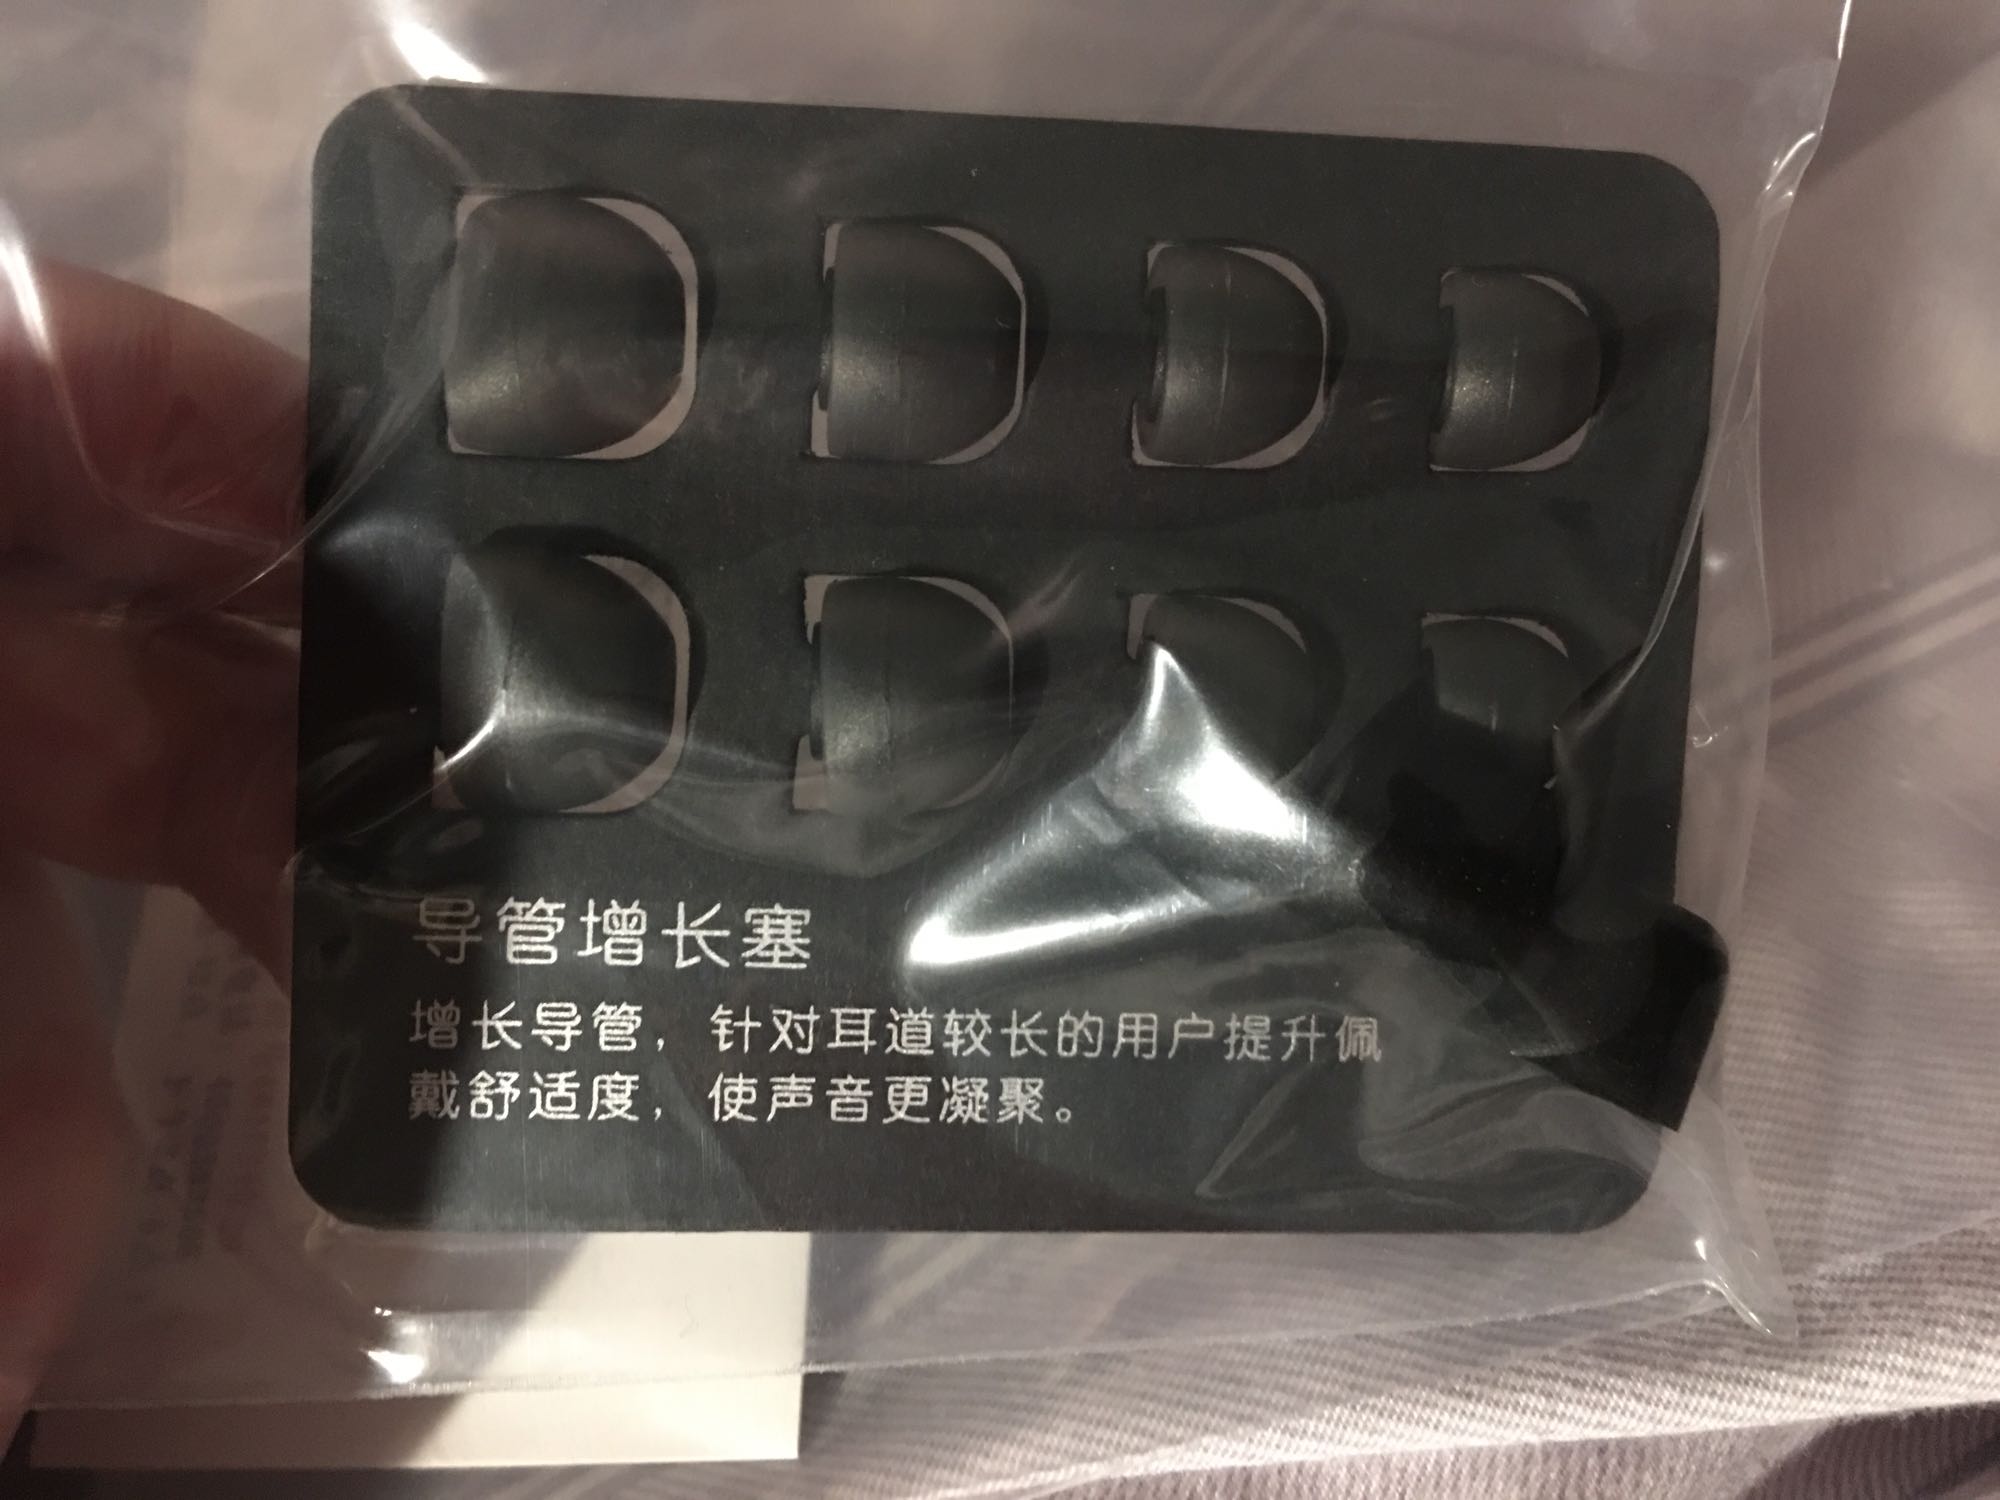 导管增长塞
增长导管，针对耳道较长的用户提升佩
戴舒适度，使声音更凝聚。